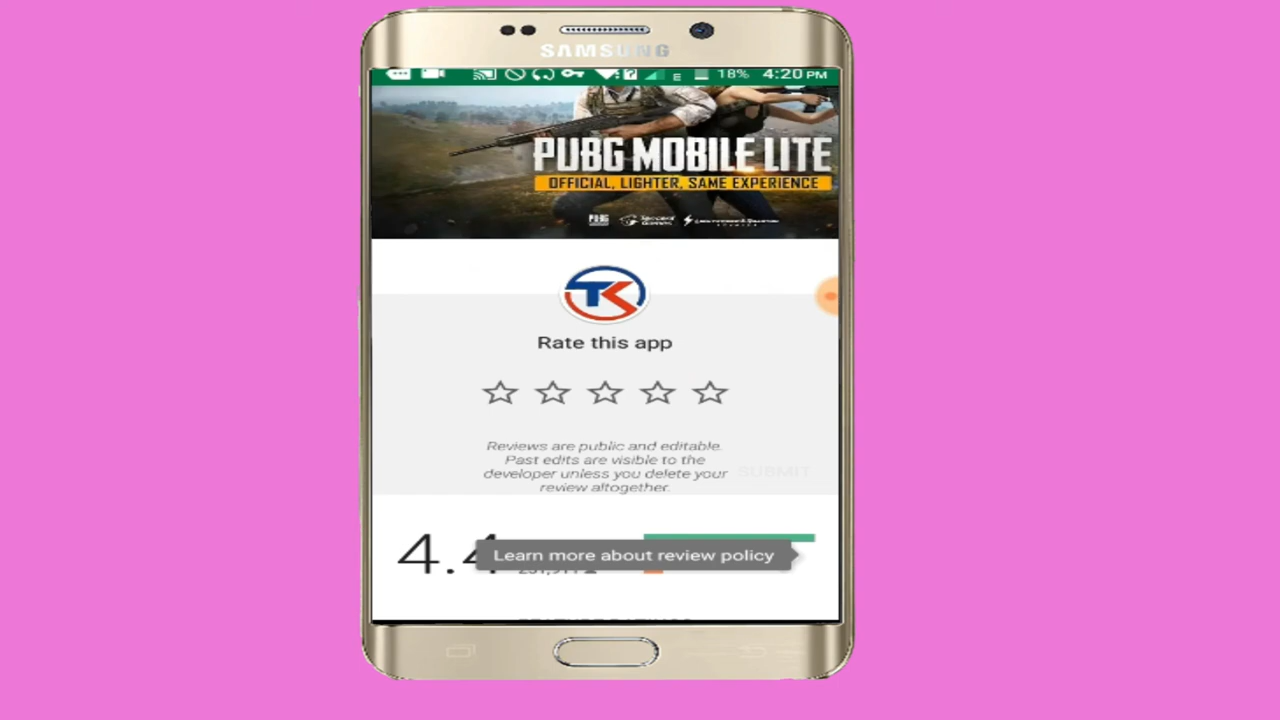 SAMSUNG
E 18% 4:20 PM
PUBG MOBILE LITE
OFFICIAL, LIGHTER, SAME EXPERIENCE
PUBG
TK
Rate this app
Reviews are public and editable.
Past edits are visible to the
developer unless you delete your
review altogether.
SUBMIT
4.4
Learn more about review policy